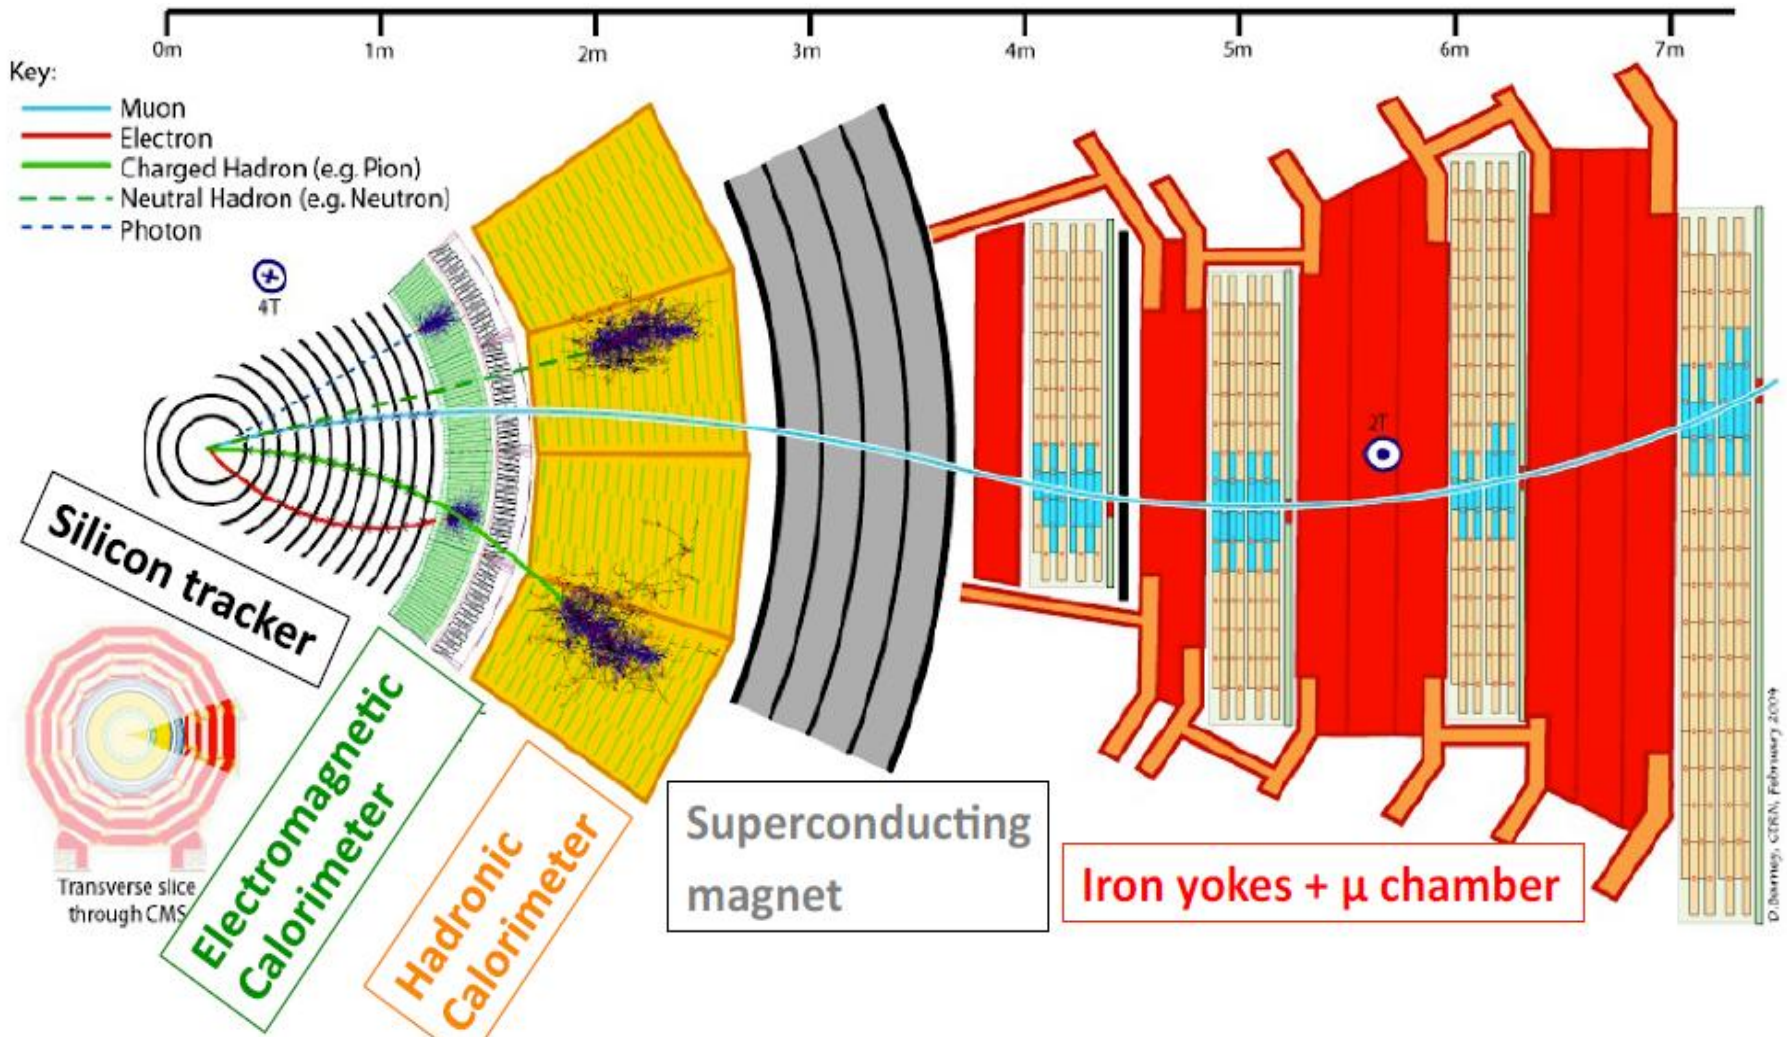 0m 1m 2m 3m 4m 5m 6m 7m
Key:
Muon
Electron
Charged Hadron (e.g. Pion)
Neutral Hadron (e.g. Neutron)
Photon
4T
2T
Silicon tracker
Electromagnetic
Calorimeter
Hadronic
Calorimeter
Superconducting
magnet
Iron yokes + μ chamber
Transverse slice
through CMS
D.Barney, CERN, February 2004